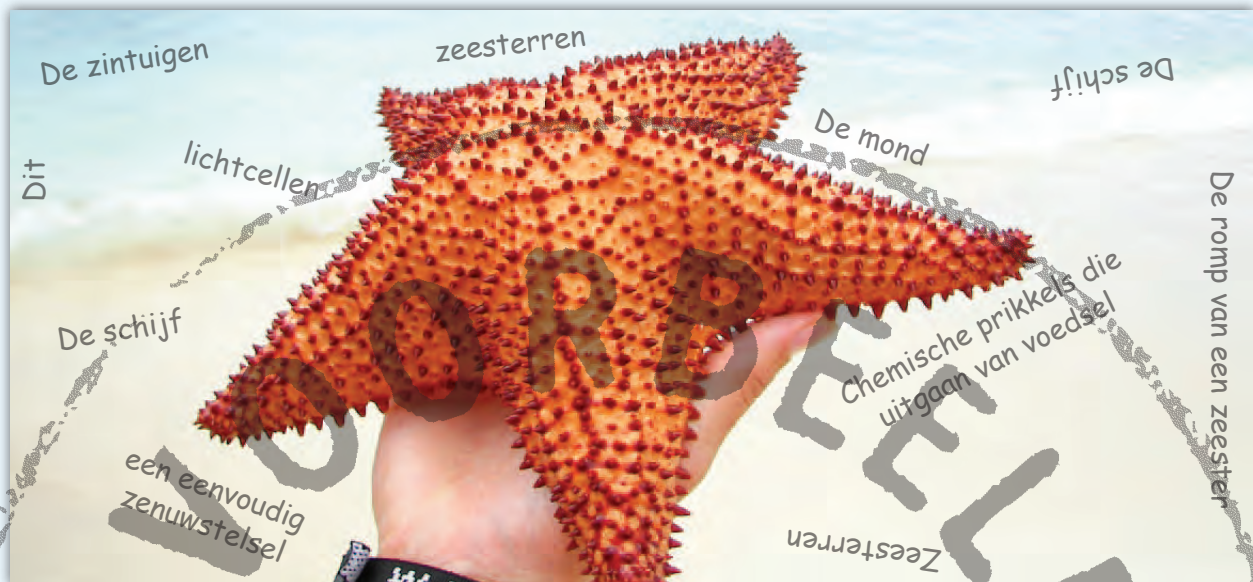 De zintuigen
zeesterren
De schijf
De mond
Dit
lichtcellen
De romp van een zeester
Chemische prikkels die
uitgaan van voedsel
De schijf
een eenvoudig
zenuwstelsel
Zeesterren
VOORBEEL